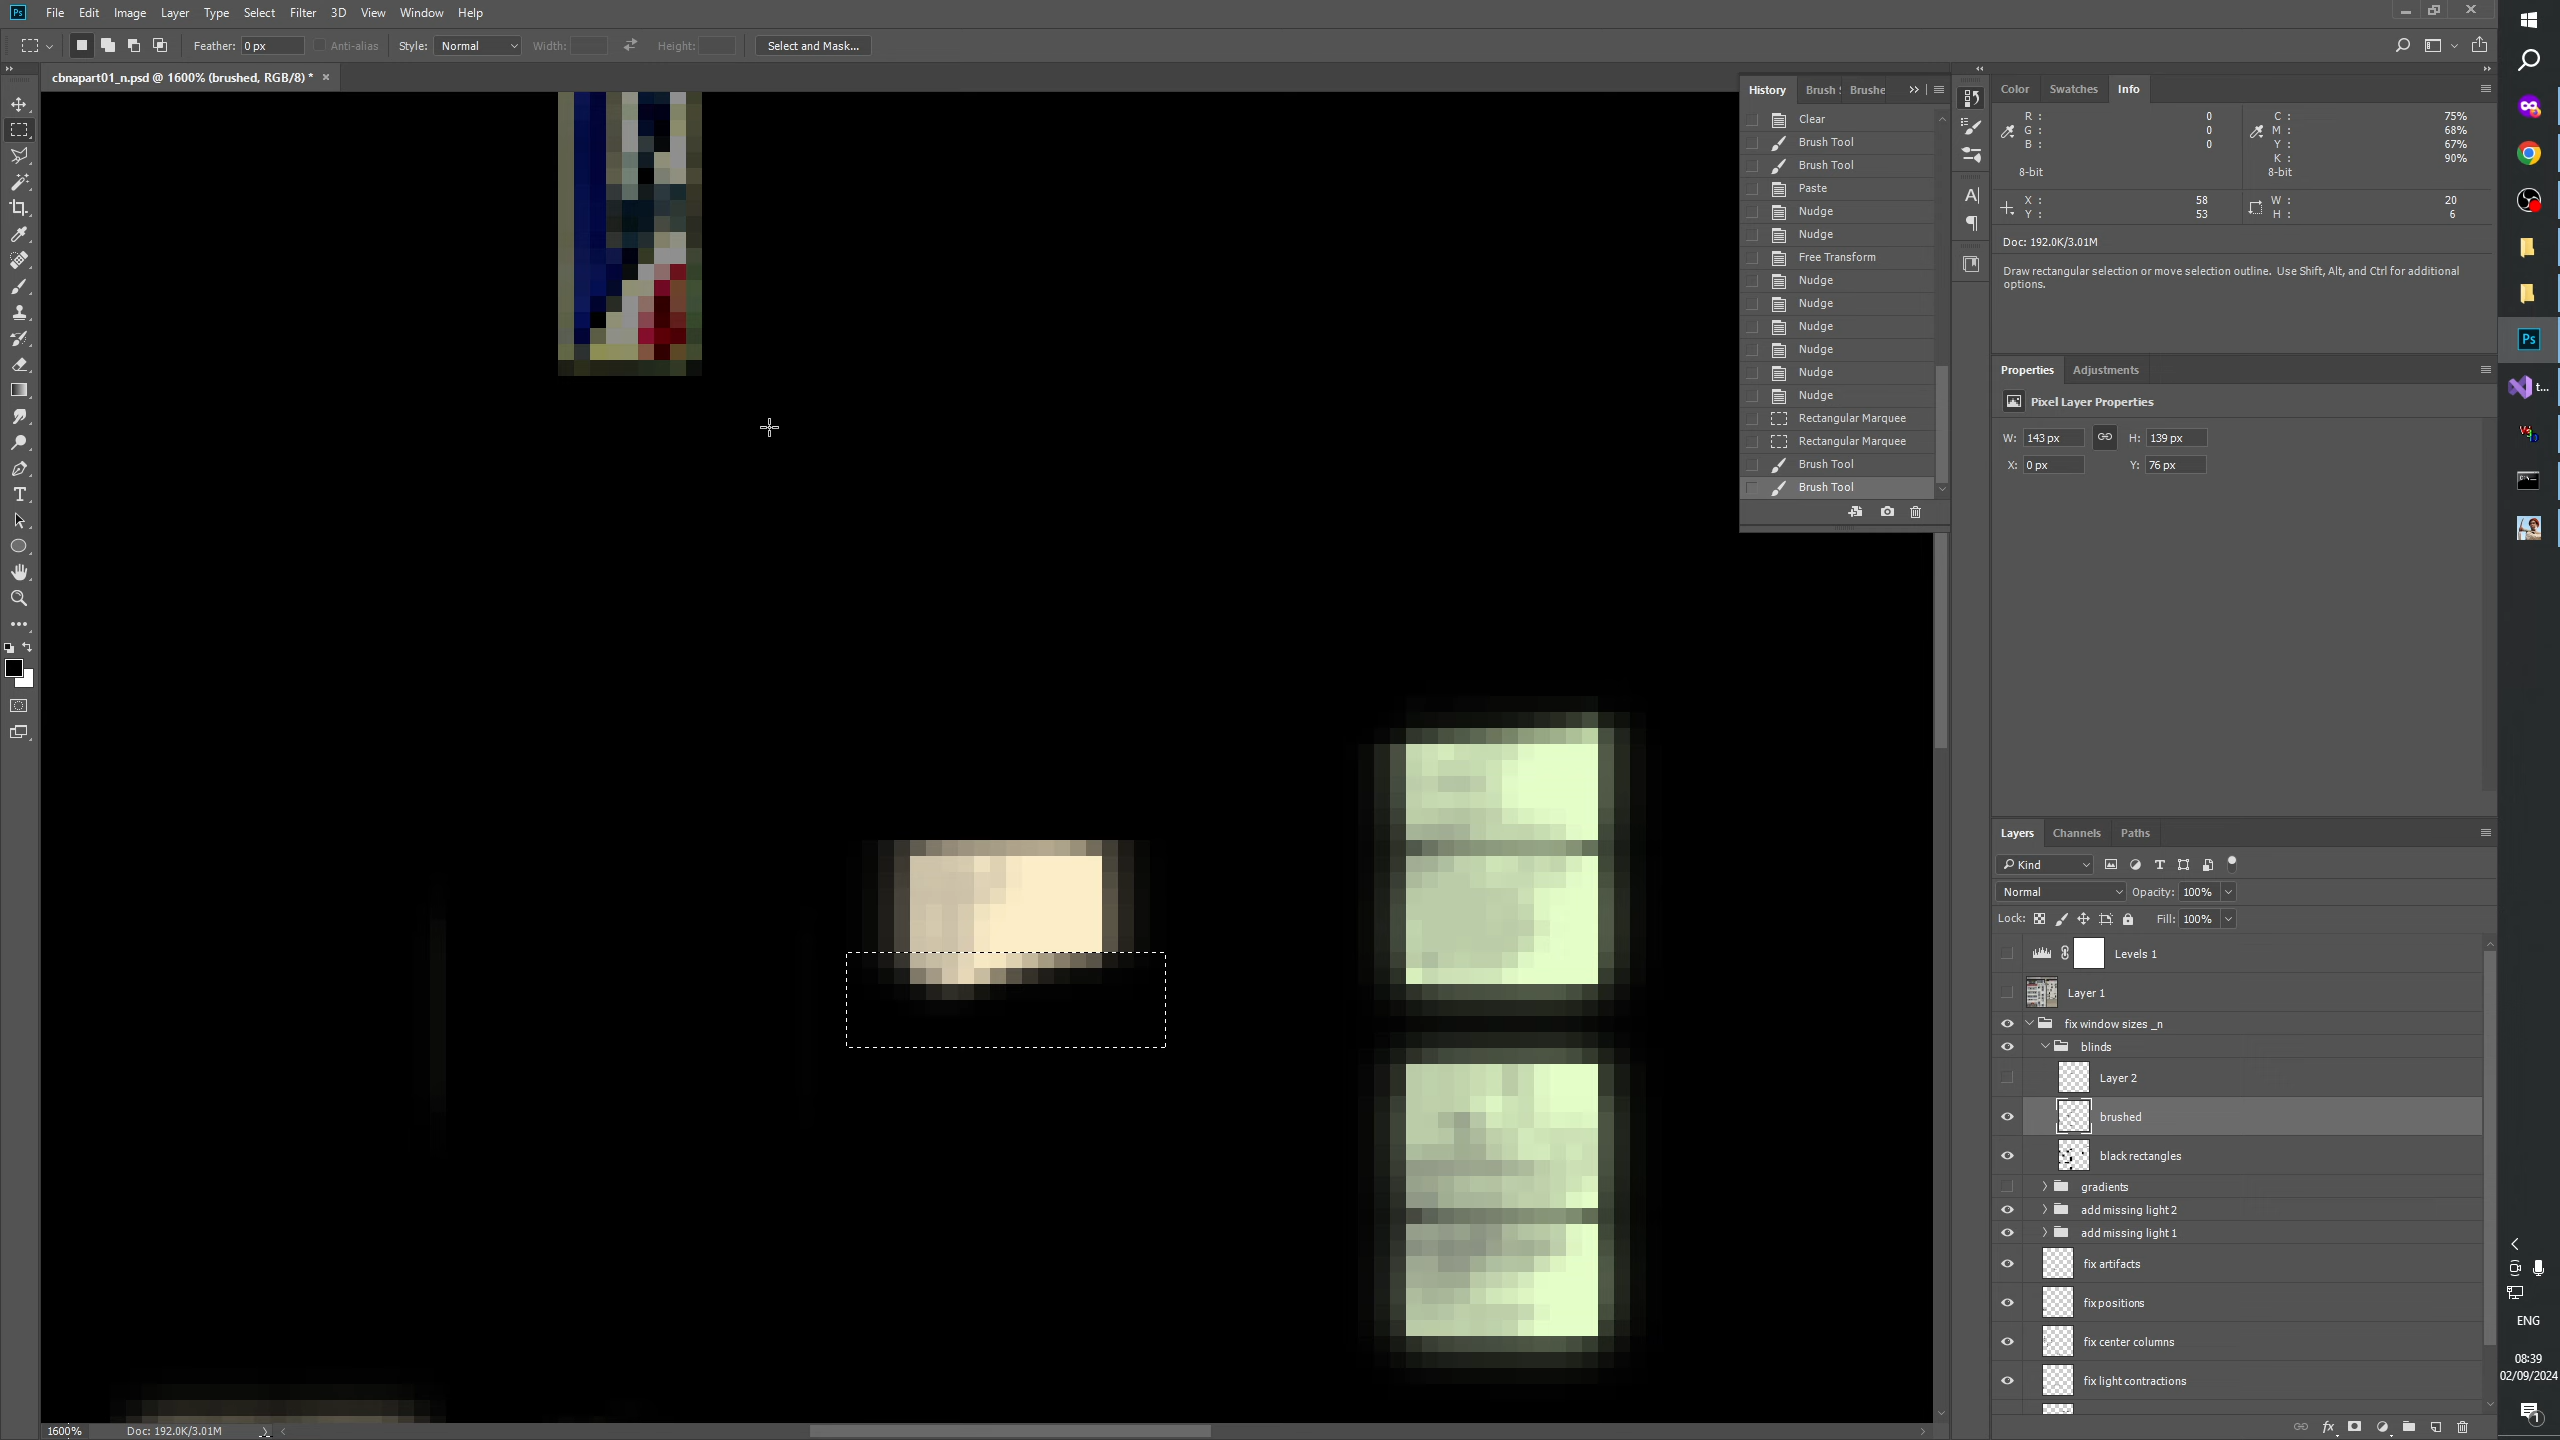 Ps File Edit Image Layer Type Select Filter 3D View Window Help
Feather: 0 px Anti-alias Style: Normal Width: Height: Select and Mask...
cbnapart01_n.psd @ 1600% (brushed, RGB/8) *
History Brush Brushe
Clear
Brush Tool
Brush Tool
Paste
Nudge
Nudge
Free Transform
Nudge
Nudge
Nudge
Nudge
Nudge
Nudge
Rectangular Marquee
Rectangular Marquee
Brush Tool
Brush Tool
Color Swatches Info
R : 0 C : 75%
G : 0 M : 68%
B : 0 Y : 67%
K : 90%
8-bit 8-bit
X : 58 W : 20
Y : 53 H : 6
Doc: 192.0K/3.01M
Draw rectangular selection or move selection outline. Use Shift, Alt, and Ctrl for additional
options.
Properties Adjustments
Pixel Layer Properties
W: 143 px H: 139 px
X: 0 px Y: 76 px
Layers Channels Paths
Kind
Normal Opacity: 100%
Lock: Fill: 100%
Levels 1
Layer 1
fix window sizes _n
blinds
Layer 2
brushed
black rectangles
gradients
add missing light 2
add missing light 1
fix artifacts
fix positions
fix center columns
fix light contractions
1600% Doc: 192.0K/3.01M
Ps
t...
ENG
08:39
02/09/2024
1